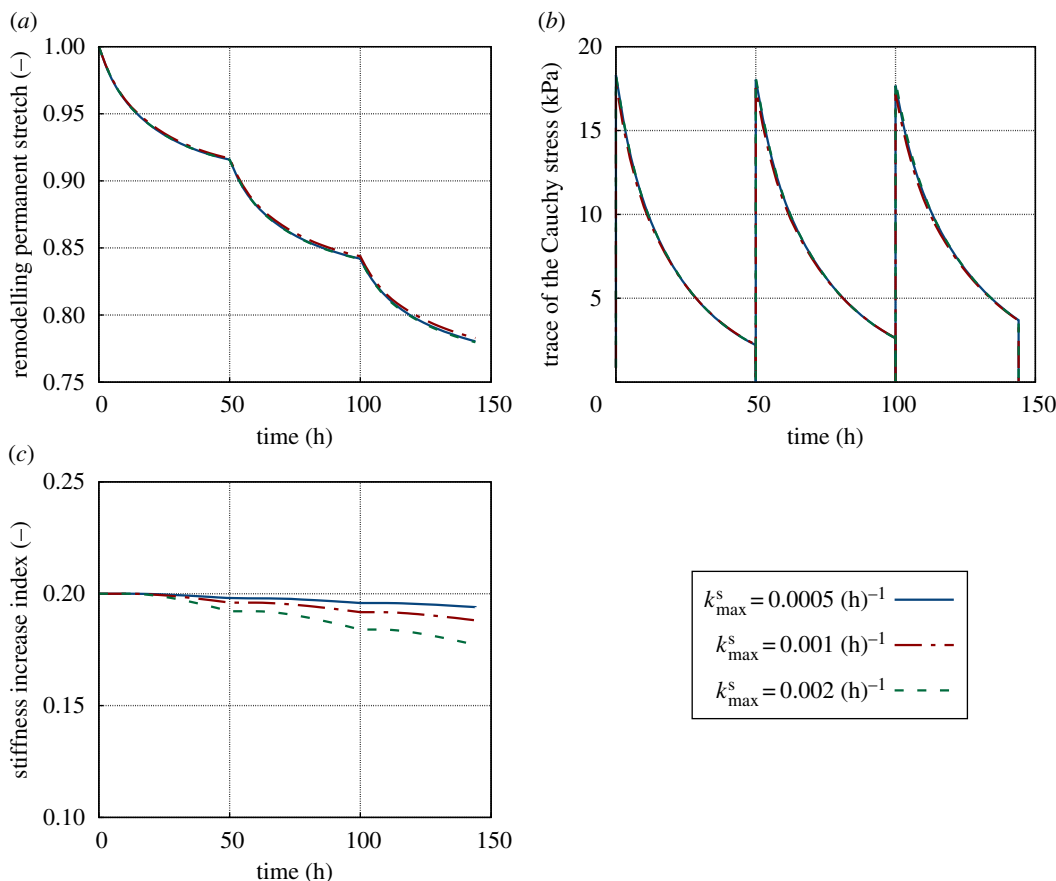 (a)
remodelling permanent stretch (–)
1.00
0.95
0.90
0.85
0.80
0.75
0 50 100 150
time (h)
(b)
trace of the Cauchy stress (kPa)
20
15
10
5
0 50 100 150
time (h)
(c)
stiffness increase index (–)
0.25
0.20
0.15
0.10
0 50 100 150
time (h)
k^s_max = 0.0005 (h)^–1
k^s_max = 0.001 (h)^–1
k^s_max = 0.002 (h)^–1